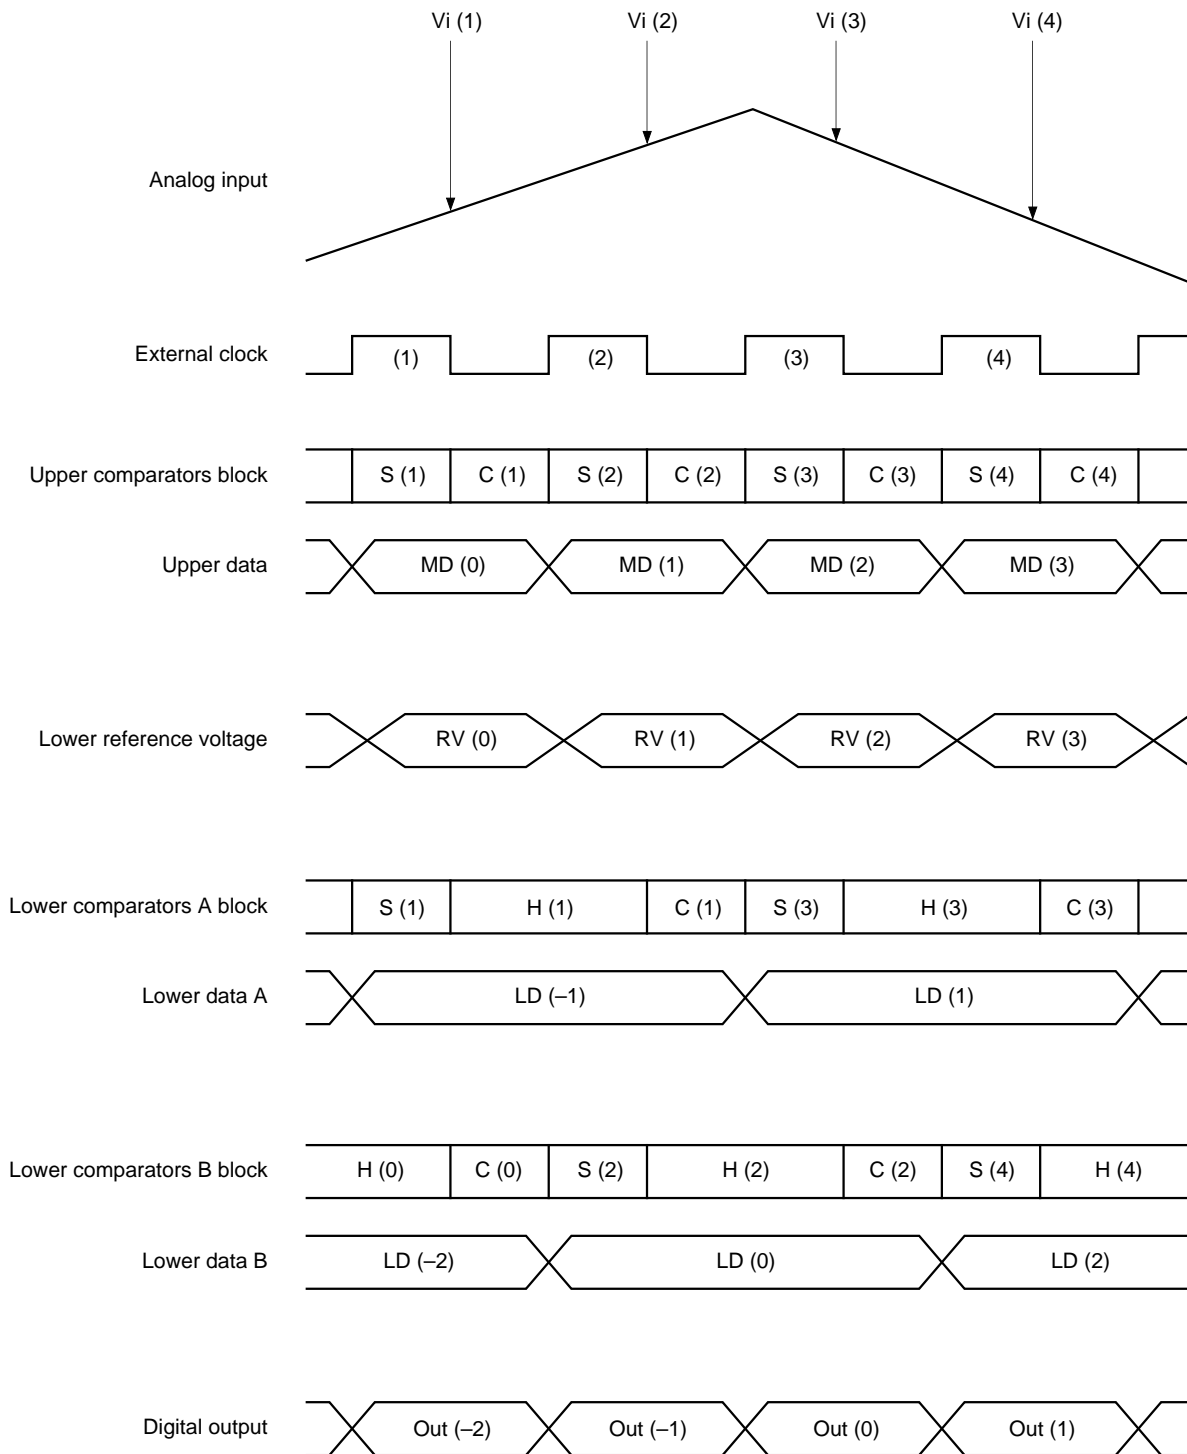 Vi (1) Vi (2) Vi (3) Vi (4)
Analog input
External clock (1) (2) (3) (4)
Upper comparators block S (1) C (1) S (2) C (2) S (3) C (3) S (4) C (4)
Upper data MD (0) MD (1) MD (2) MD (3)
Lower reference voltage RV (0) RV (1) RV (2) RV (3)
Lower comparators A block S (1) H (1) C (1) S (3) H (3) C (3)
Lower data A LD (–1) LD (1)
Lower comparators B block H (0) C (0) S (2) H (2) C (2) S (4) H (4)
Lower data B LD (–2) LD (0) LD (2)
Digital output Out (–2) Out (–1) Out (0) Out (1)